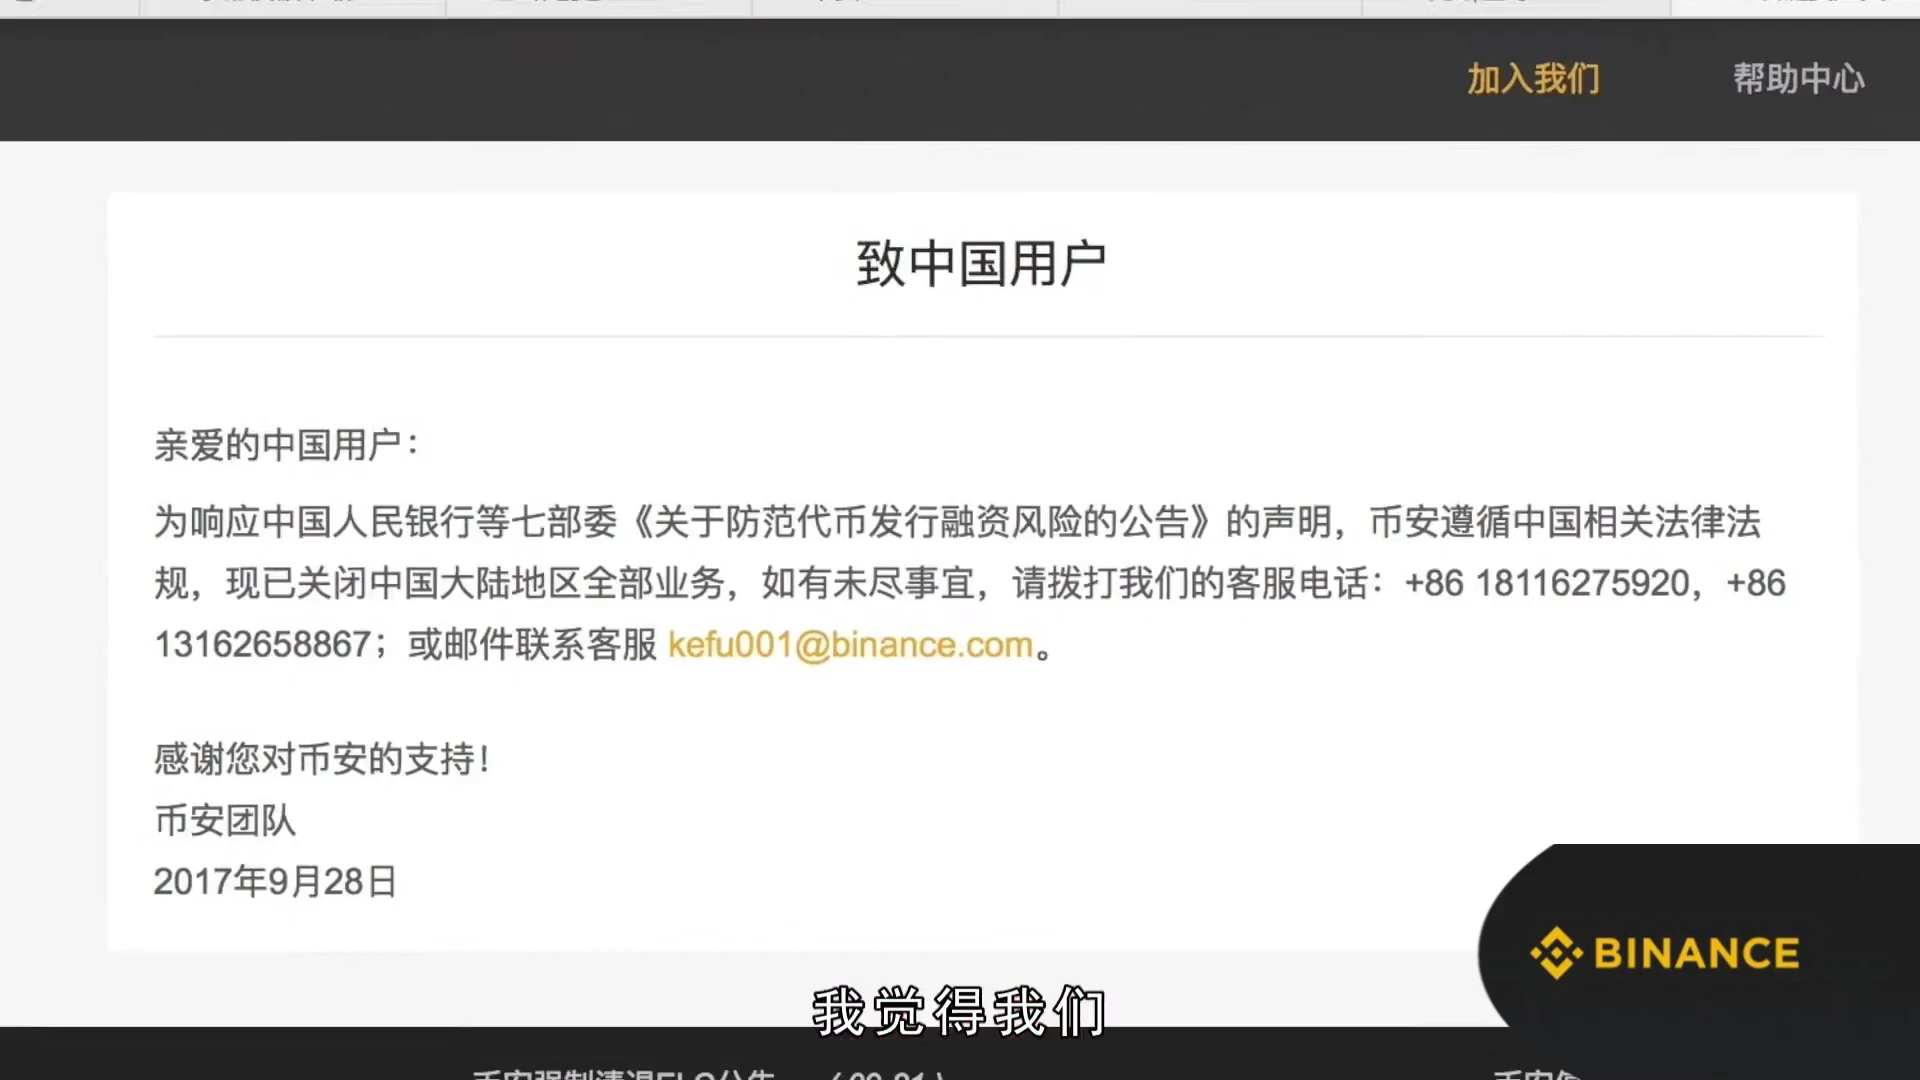 加入我们
帮助中心
致中国用户
亲爱的中国用户：
为响应中国人民银行等七部委《关于防范代币发行融资风险的公告》的声明，币安遵循中国相关法律法
规，现已关闭中国大陆地区全部业务，如有未尽事宜，请拨打我们的客服电话：+86 18116275920，+86
13162658867；或邮件联系客服 kefu001@binance.com。
感谢您对币安的支持！
币安团队
2017年9月28日
BINANCE
我觉得我们